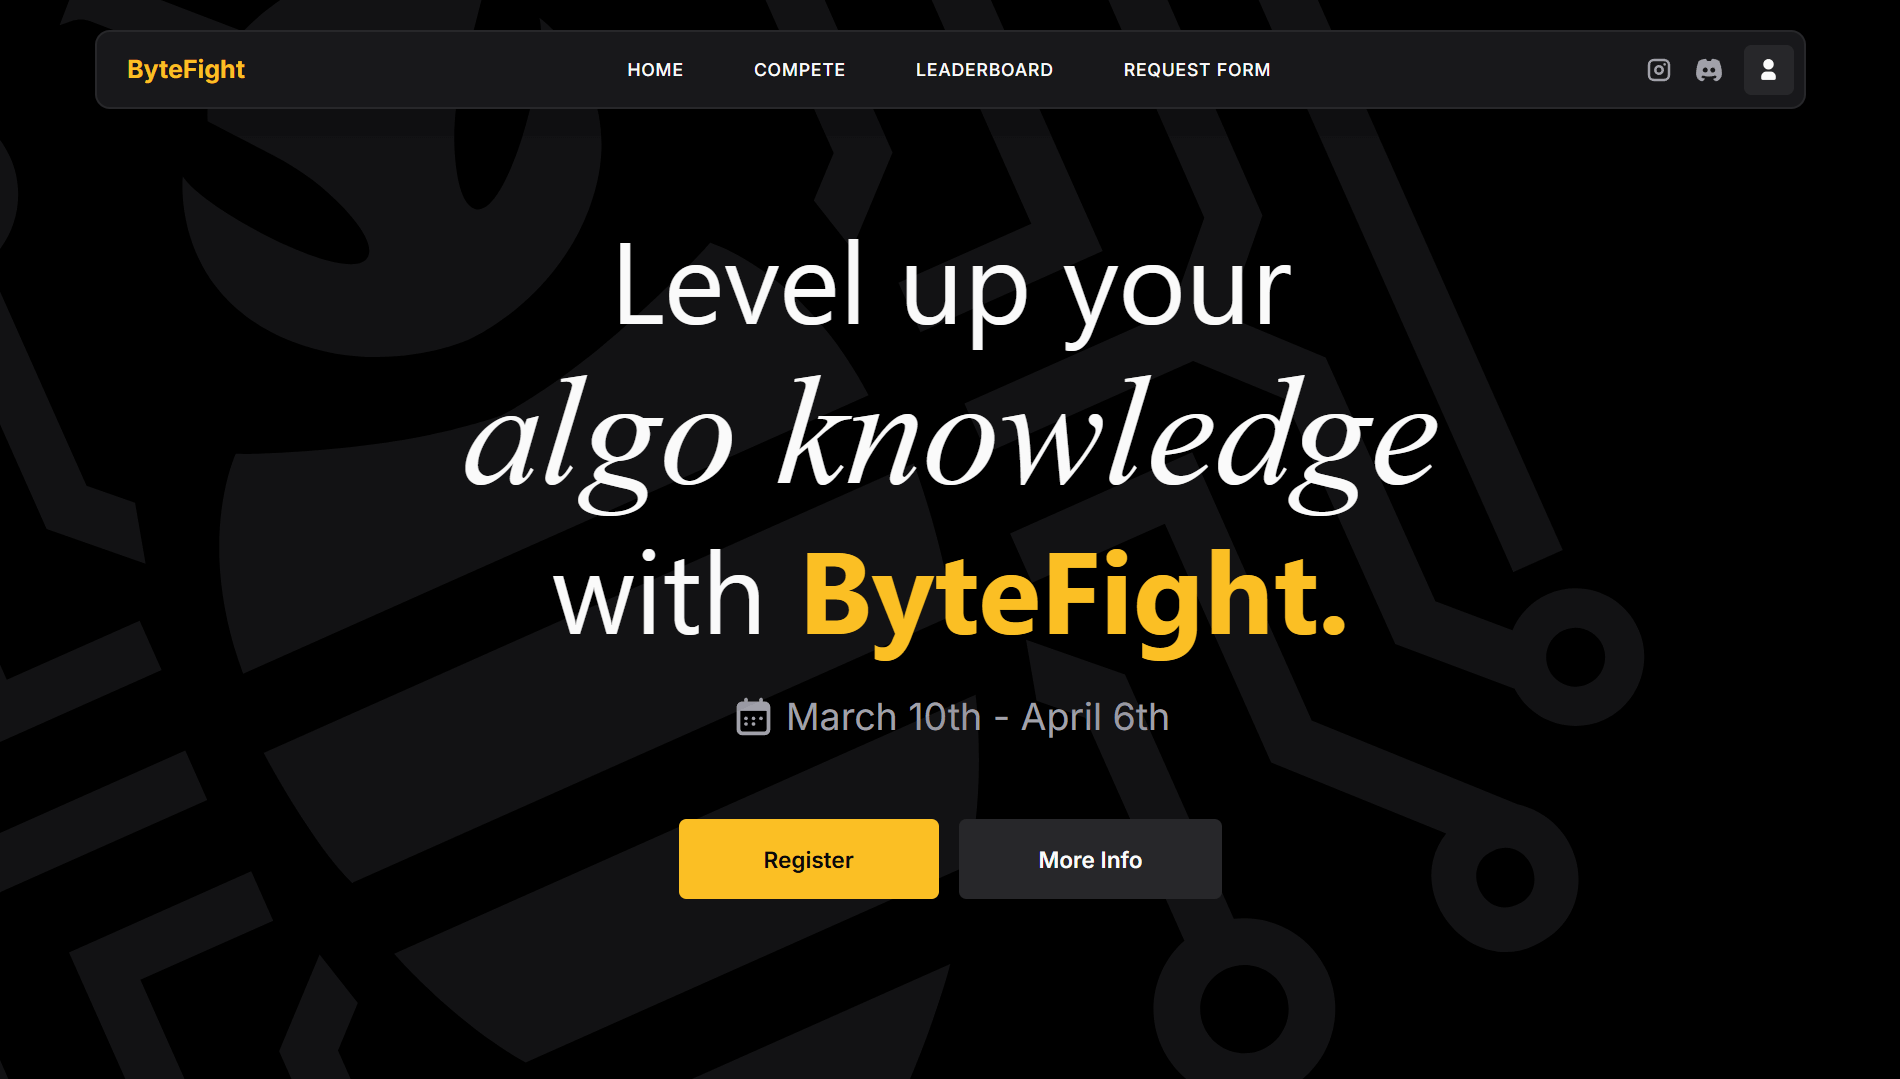 ByteFight
HOME
COMPETE
LEADERBOARD
REQUEST FORM
Level up your
algo knowledge
with ByteFight.
March 10th - April 6th
Register
More Info